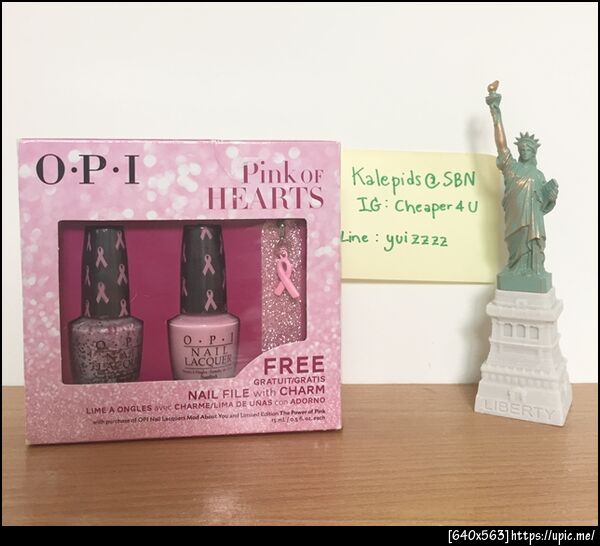 O·P·I
Pink OF
HEARTS
Kalepids@SBN
IG: Cheaper4U
Line: yuizzzz
O·P·I
NAIL
LACQUER
O·P·I
NAIL
LACQUER
FREE
GRATUIT/GRATIS
NAIL FILE with CHARM
LIME A ONGLES avec CHARME/LIMA DE UÑAS con ADORNO
with purchase of OPI Nail Lacquers Mod About You and Limited Edition The Power of Pink
15 mL / 0.5 fl. oz. each
LIBERTY
[640x563]https://upic.me/